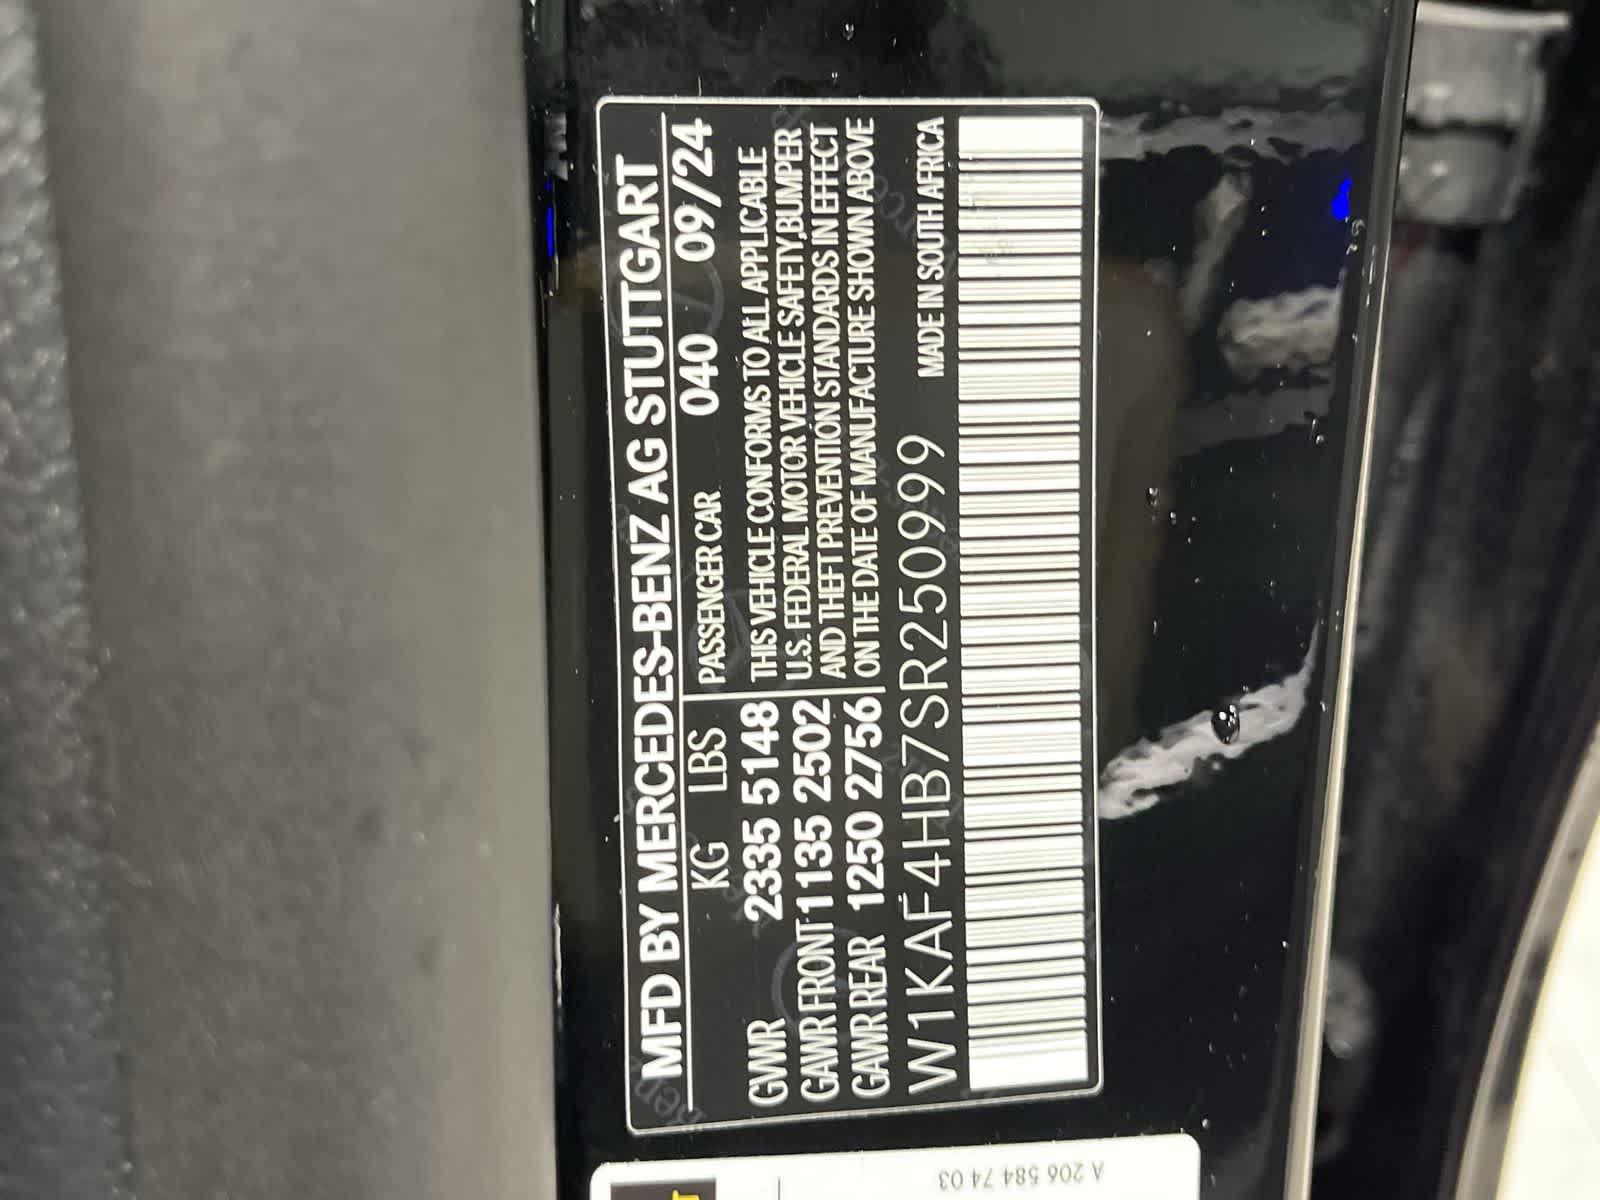 MFD BY MERCEDES-BENZ AG STUTTGART
KG LBS PASSENGER CAR 040 09/24
GWR 2335 5148
GAWR FRONT 1135 2502
GAWR REAR 1250 2756
THIS VEHICLE CONFORMS TO ALL APPLICABLE
U.S. FEDERAL MOTOR VEHICLE SAFETY,BUMPER
AND THEFT PREVENTION STANDARDS IN EFFECT
ON THE DATE OF MANUFACTURE SHOWN ABOVE
W1KAF4HB7SR250999 MADE IN SOUTH AFRICA
A 206 584 74 03